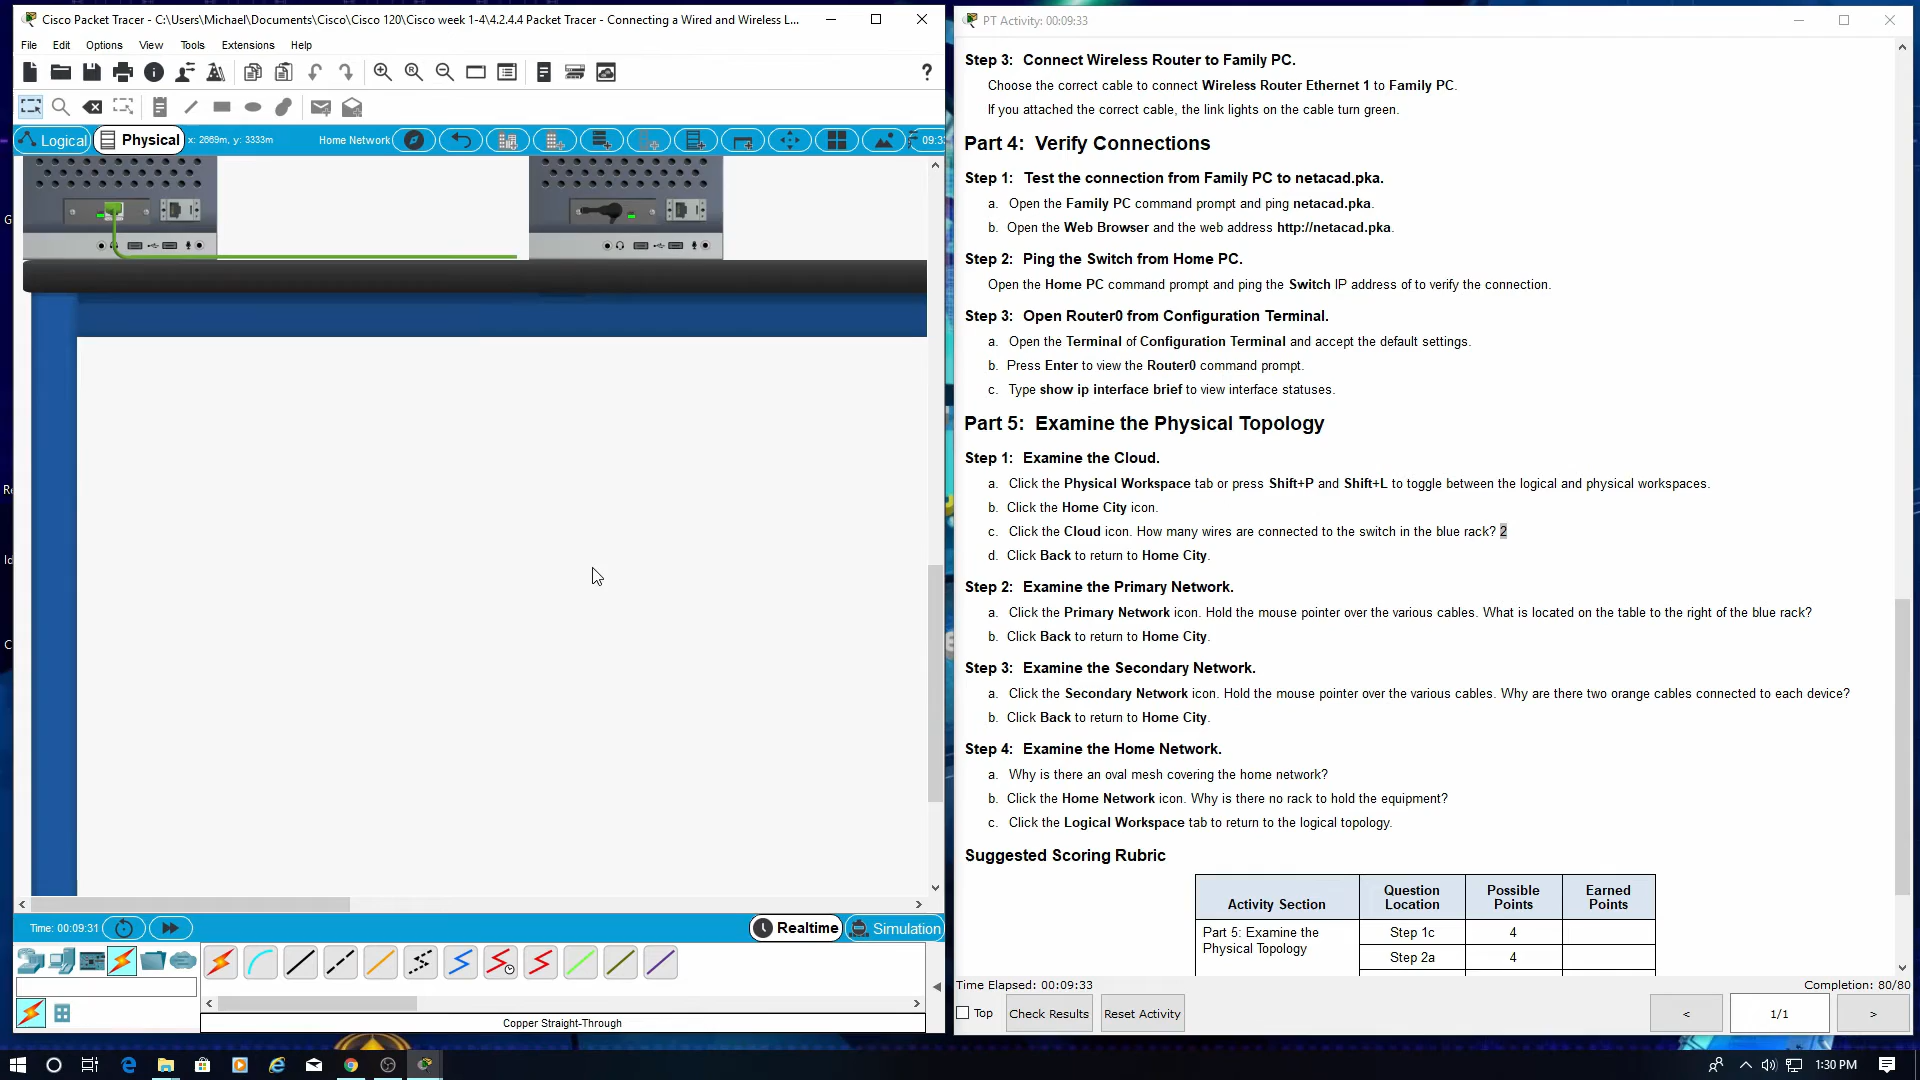 Cisco Packet Tracer - C:\Users\Michael\Documents\Cisco\Cisco 120\Cisco week 1-4\4.2.4.4 Packet Tracer - Connecting a Wired and Wireless L...
File Edit Options View Tools Extensions Help
Logical
Physical
x: 2669m, y: 3333m
Home Network
09:33
Time: 00:09:31
Realtime
Simulation
Copper Straight-Through
PT Activity: 00:09:33
Step 3: Connect Wireless Router to Family PC.
Choose the correct cable to connect Wireless Router Ethernet 1 to Family PC.
If you attached the correct cable, the link lights on the cable turn green.
Part 4: Verify Connections
Step 1: Test the connection from Family PC to netacad.pka.
a. Open the Family PC command prompt and ping netacad.pka.
b. Open the Web Browser and the web address http://netacad.pka.
Step 2: Ping the Switch from Home PC.
Open the Home PC command prompt and ping the Switch IP address of to verify the connection.
Step 3: Open Router0 from Configuration Terminal.
a. Open the Terminal of Configuration Terminal and accept the default settings.
b. Press Enter to view the Router0 command prompt.
c. Type show ip interface brief to view interface statuses.
Part 5: Examine the Physical Topology
Step 1: Examine the Cloud.
a. Click the Physical Workspace tab or press Shift+P and Shift+L to toggle between the logical and physical workspaces.
b. Click the Home City icon.
c. Click the Cloud icon. How many wires are connected to the switch in the blue rack? 2
d. Click Back to return to Home City.
Step 2: Examine the Primary Network.
a. Click the Primary Network icon. Hold the mouse pointer over the various cables. What is located on the table to the right of the blue rack?
b. Click Back to return to Home City.
Step 3: Examine the Secondary Network.
a. Click the Secondary Network icon. Hold the mouse pointer over the various cables. Why are there two orange cables connected to each device?
b. Click Back to return to Home City.
Step 4: Examine the Home Network.
a. Why is there an oval mesh covering the home network?
b. Click the Home Network icon. Why is there no rack to hold the equipment?
c. Click the Logical Workspace tab to return to the logical topology.
Suggested Scoring Rubric
Activity Section
Question Location
Possible Points
Earned Points
Part 5: Examine the Physical Topology
Step 1c 4
Step 2a 4
Time Elapsed: 00:09:33
Completion: 80/80
Top
Check Results
Reset Activity
<
1/1
>
1:30 PM